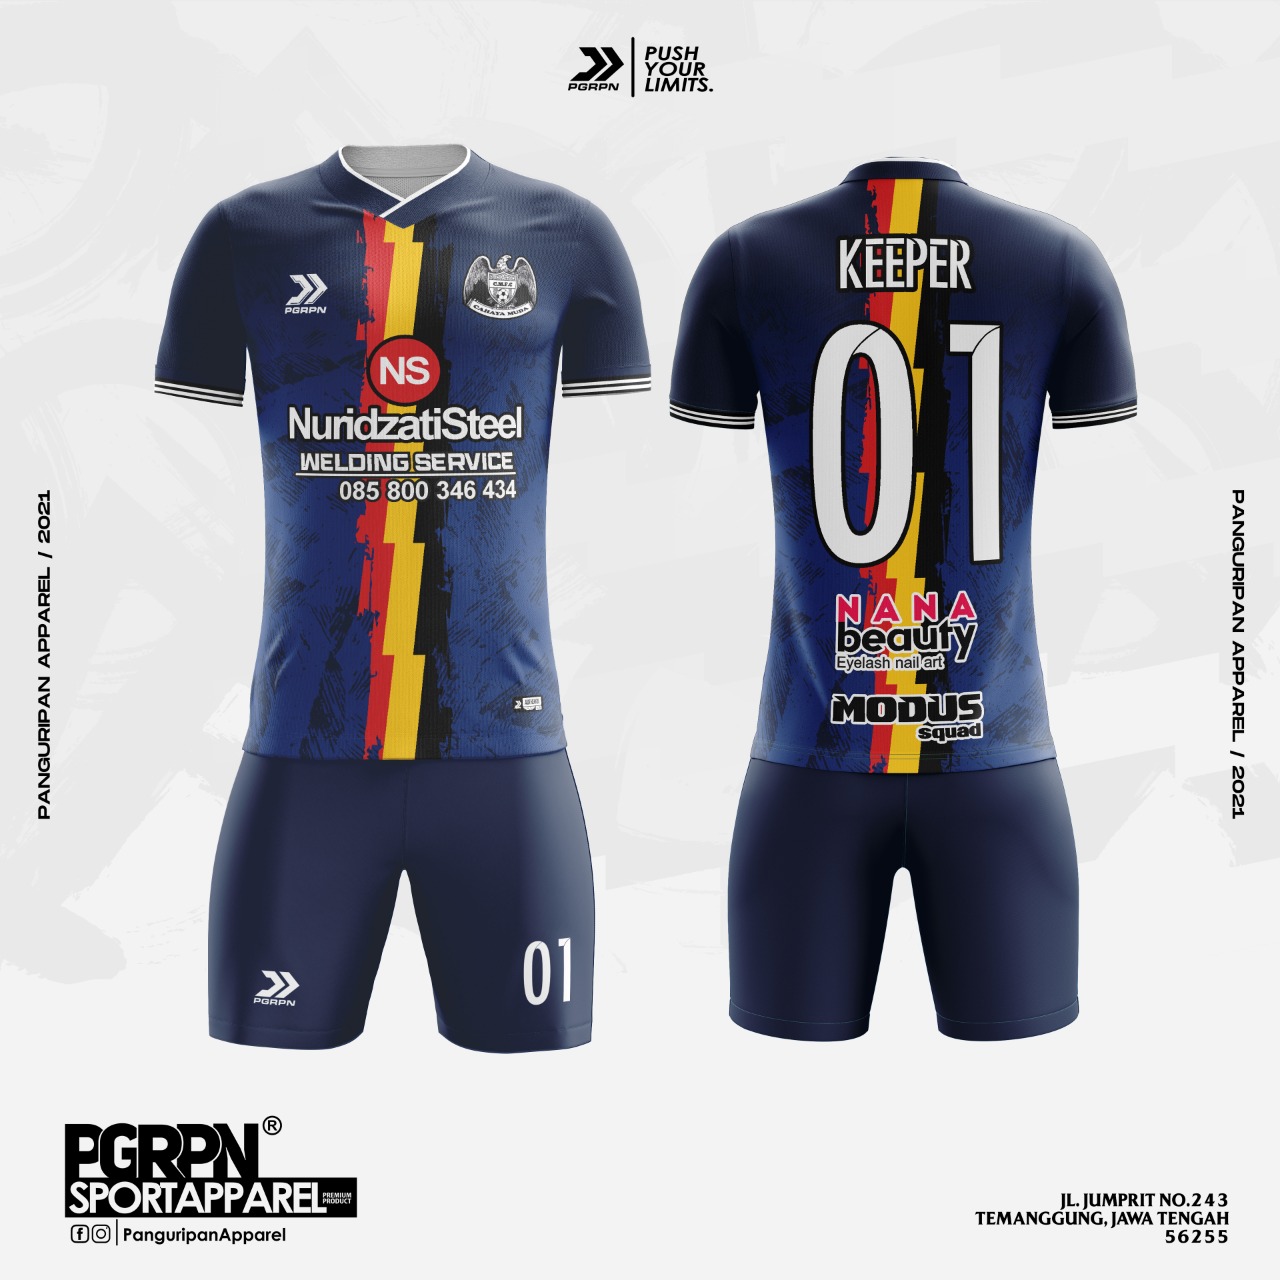 PGRPN
PUSH
YOUR
LIMITS.
PGRPN
C.M.F.C
CAHAYA MUDA
NS
NuridzatiSteel
WELDING SERVICE
085 800 346 434
KEEPER
01
NANA
beauty
Eyelash nail art
MODUS
squad
PGRPN
01
PANGURIPAN APPAREL / 2021
PANGURIPAN APPAREL / 2021
PGRPN®
SPORTAPPAREL
PREMIUM
PRODUCT
PanguripanApparel
JL. JUMPRIT NO.243
TEMANGGUNG, JAWA TENGAH
56255